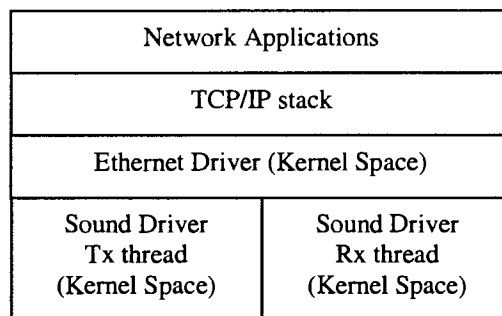 Network Applications
TCP/IP stack
Ethernet Driver (Kernel Space)
Sound Driver
Tx thread
(Kernel Space)
Sound Driver
Rx thread
(Kernel Space)